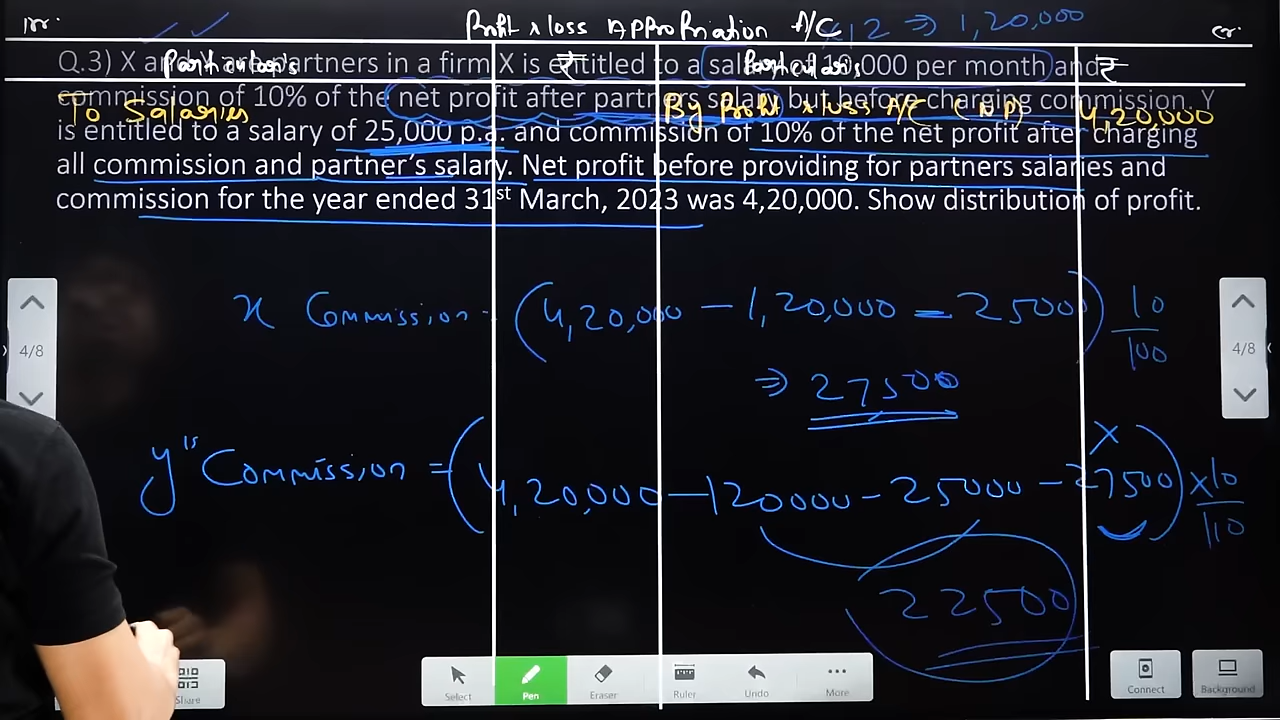 Dr. Profit & Loss Appropriation A/C Cr.
12 ⇒ 1,20,000
Particulars ₹ Particulars ₹
Q.3) X and Y are partners in a firm X is entitled to a salary of 10,000 per month and
commission of 10% of the net profit after partners salary but before charging commission. Y
is entitled to a salary of 25,000 p.a. and commission of 10% of the net profit after charging
all commission and partner's salary. Net profit before providing for partners salaries and
commission for the year ended 31st March, 2023 was 4,20,000. Show distribution of profit.
To Salaries By Profit & Loss A/C (NP) 4,20,000
x Commission - (4,20,000 - 1,20,000 - 25000) 10/100
⇒ 27500
4/8 4/8
X
y's Commission = (4,20,000 - 120000 - 25000 - 27500) x 10/110
22500
Share
Select Pen Eraser Ruler Undo More
Connect Background